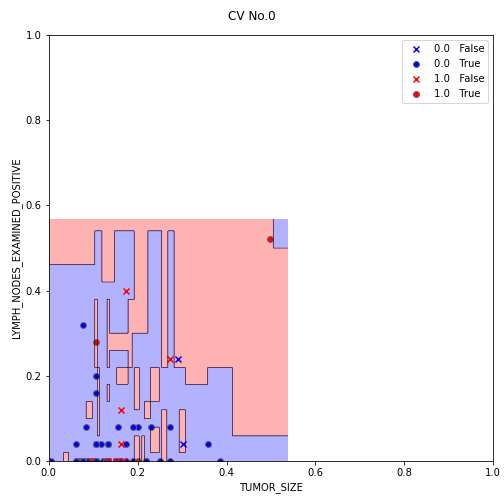 CV No.0
1.0
0.8
0.6
0.4
0.2
0.0
LYMPH_NODES_EXAMINED_POSITIVE
0.0 False
0.0 True
1.0 False
1.0 True
0.0 0.2 0.4 0.6 0.8 1.0
TUMOR_SIZE